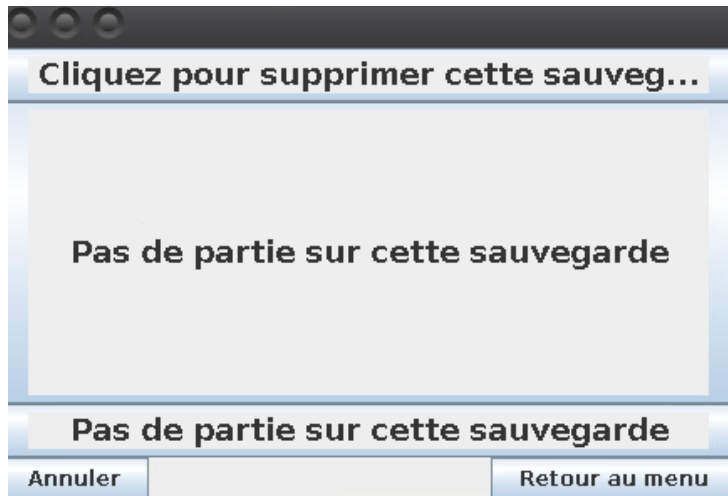 Cliquez pour supprimer cette sauveg...
Pas de partie sur cette sauvegarde
Pas de partie sur cette sauvegarde
Annuler Retour au menu